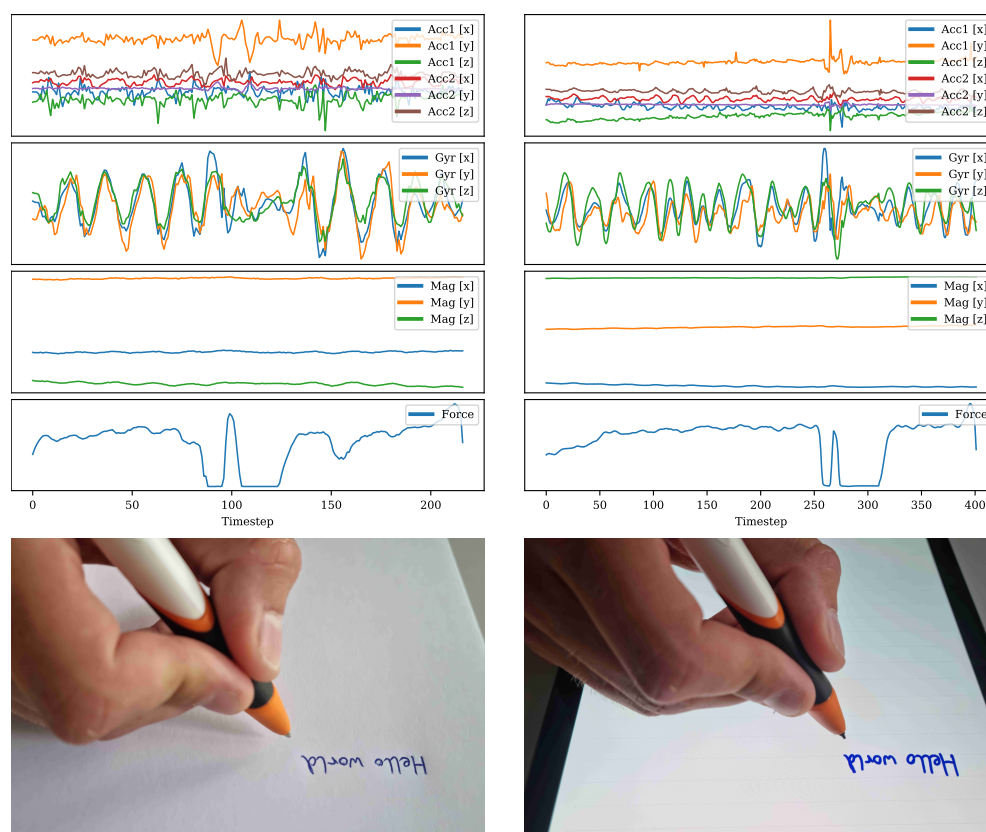 Acc1 [x]
Acc1 [y]
Acc1 [z]
Acc2 [x]
Acc2 [y]
Acc2 [z]
Gyr [x]
Gyr [y]
Gyr [z]
Mag [x]
Mag [y]
Mag [z]
Force
0 50 100 150 200
Timestep
Hello world
Acc1 [x]
Acc1 [y]
Acc1 [z]
Acc2 [x]
Acc2 [y]
Acc2 [z]
Gyr [x]
Gyr [y]
Gyr [z]
Mag [x]
Mag [y]
Mag [z]
Force
0 50 100 150 200 250 300 350 400
Timestep
Hello world